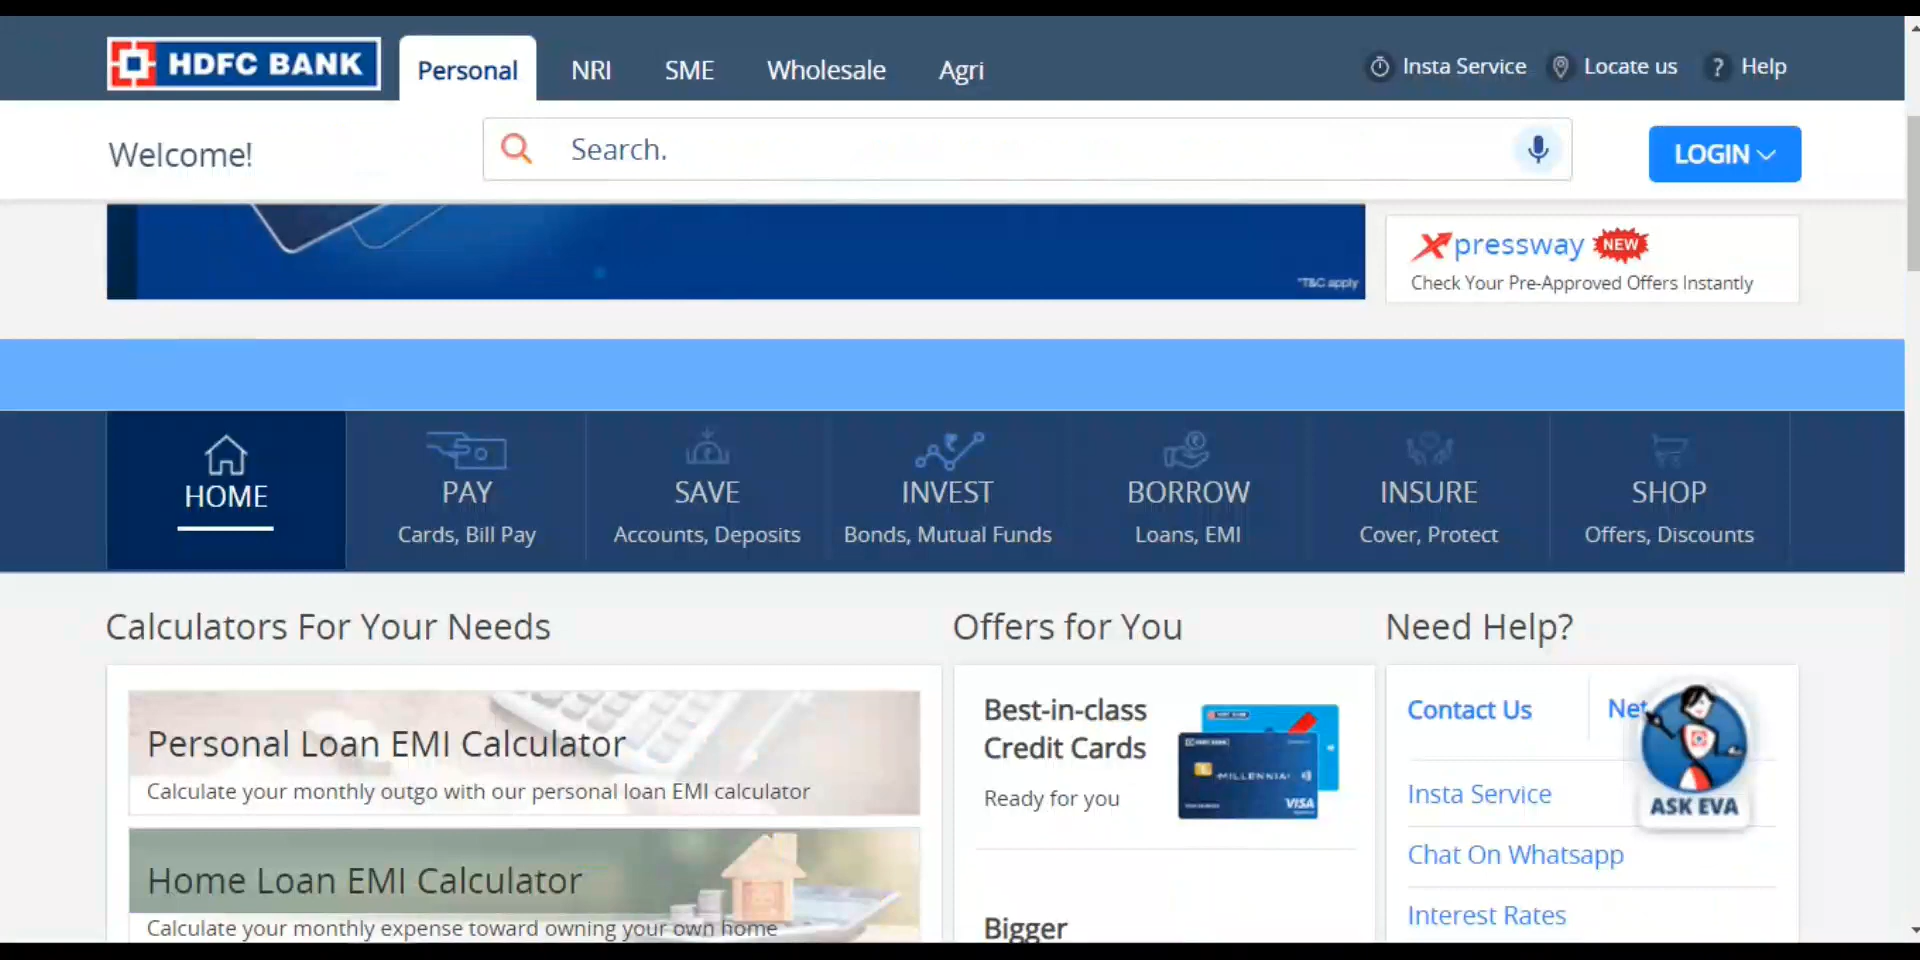 HDFC BANK
Personal
NRI
SME
Wholesale
Agri
Insta Service
Locate us
? Help
Welcome!
Search.
LOGIN
*T&C apply
Xpressway NEW
Check Your Pre-Approved Offers Instantly
HOME
PAY
Cards, Bill Pay
SAVE
Accounts, Deposits
INVEST
Bonds, Mutual Funds
BORROW
Loans, EMI
INSURE
Cover, Protect
SHOP
Offers, Discounts
Calculators For Your Needs
Personal Loan EMI Calculator
Calculate your monthly outgo with our personal loan EMI calculator
Home Loan EMI Calculator
Calculate your monthly expense toward owning your own home
Offers for You
Best-in-class
Credit Cards
Ready for you
MILLENNIA
VISA
Bigger
Need Help?
Contact Us
Net
ASK EVA
Insta Service
Chat On Whatsapp
Interest Rates